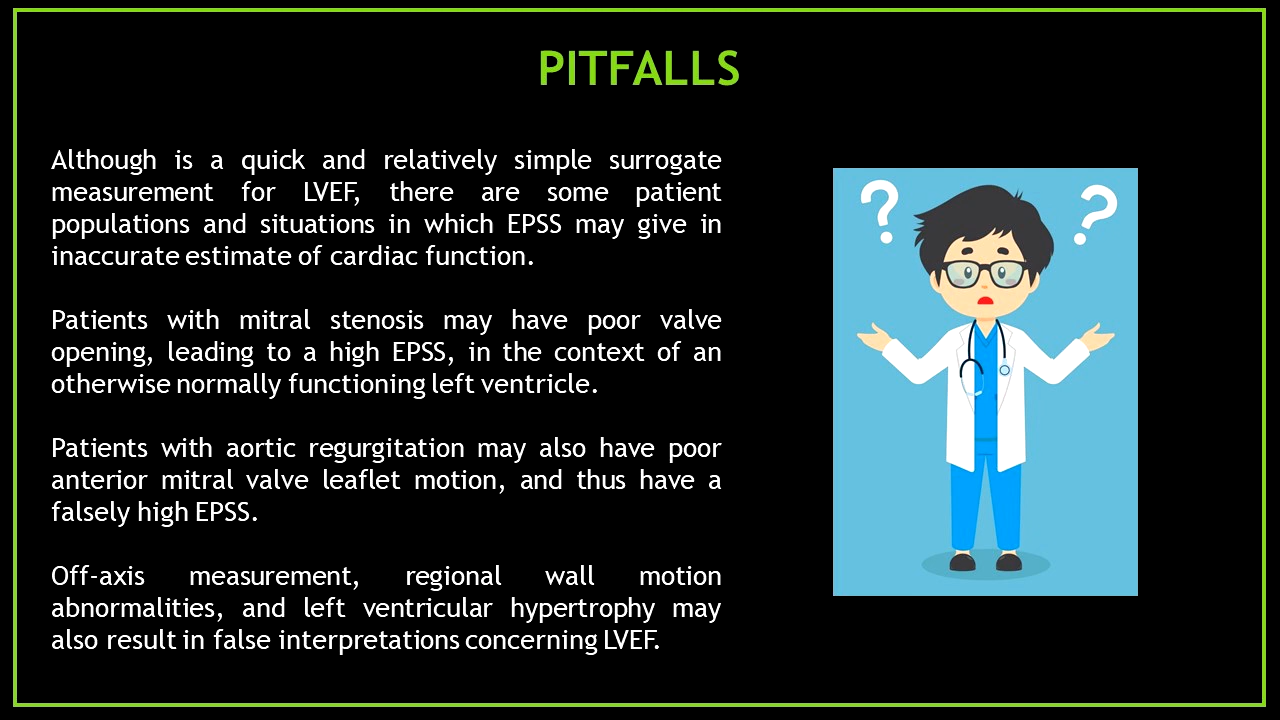 PITFALLS
Although is a quick and relatively simple surrogate
measurement for LVEF, there are some patient
populations and situations in which EPSS may give in
inaccurate estimate of cardiac function.
Patients with mitral stenosis may have poor valve
opening, leading to a high EPSS, in the context of an
otherwise normally functioning left ventricle.
Patients with aortic regurgitation may also have poor
anterior mitral valve leaflet motion, and thus have a
falsely high EPSS.
Off-axis measurement, regional wall motion
abnormalities, and left ventricular hypertrophy may
also result in false interpretations concerning LVEF.
? ?